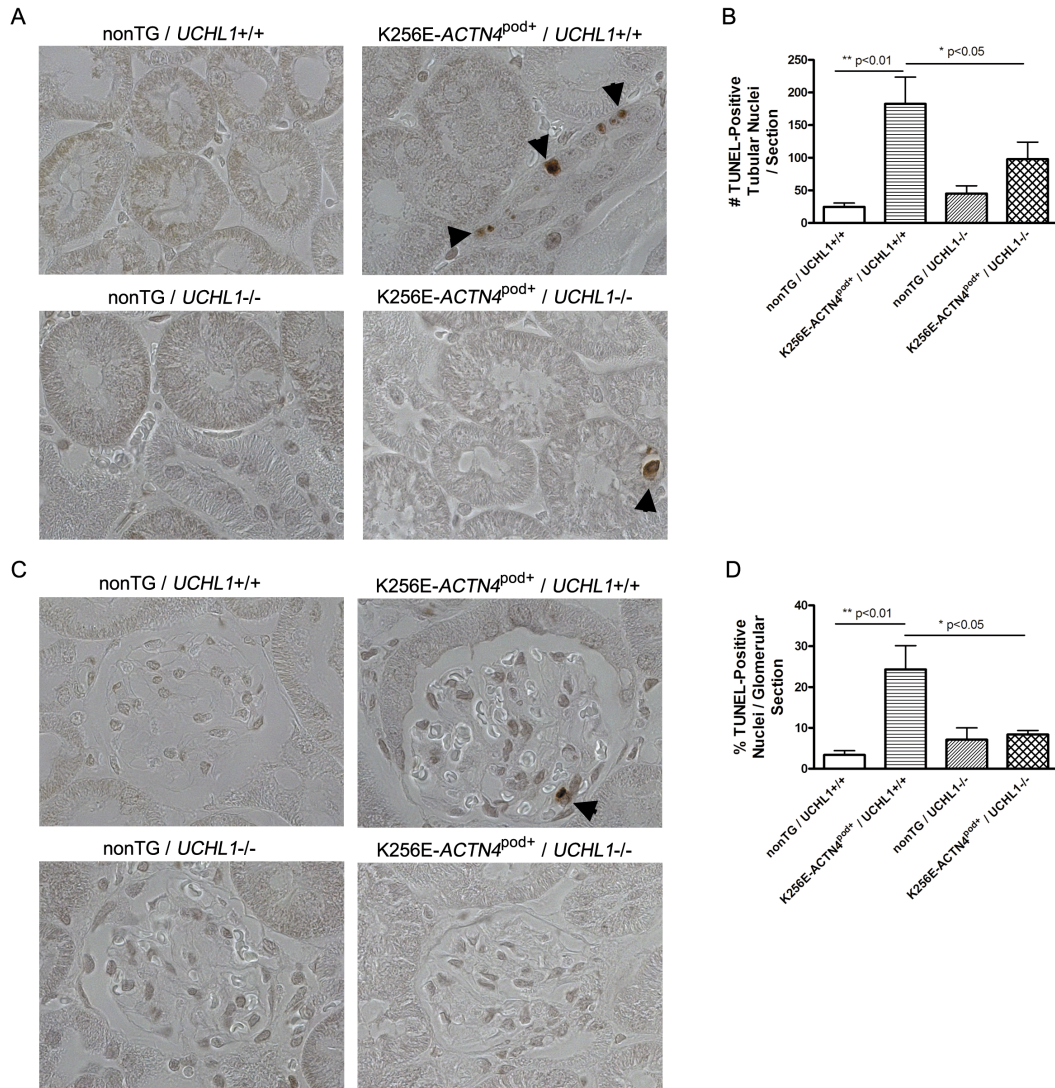 A
nonTG / UCHL1+/+
K256E-ACTN4pod+ / UCHL1+/+
nonTG / UCHL1-/-
K256E-ACTN4pod+ / UCHL1-/-
B
** p<0.01
* p<0.05
# TUNEL-Positive
Tubular Nuclei
/ Section
250
200
150
100
50
0
nonTG / UCHL1+/+
K256E-ACTN4pod+ / UCHL1+/+
nonTG / UCHL1-/-
K256E-ACTN4pod+ / UCHL1-/-
C
nonTG / UCHL1+/+
K256E-ACTN4pod+ / UCHL1+/+
nonTG / UCHL1-/-
K256E-ACTN4pod+ / UCHL1-/-
D
** p<0.01
* p<0.05
% TUNEL-Positive
Nuclei / Glomerular
Section
40
30
20
10
0
nonTG / UCHL1+/+
K256E-ACTN4pod+ / UCHL1+/+
nonTG / UCHL1-/-
K256E-ACTN4pod+ / UCHL1-/-